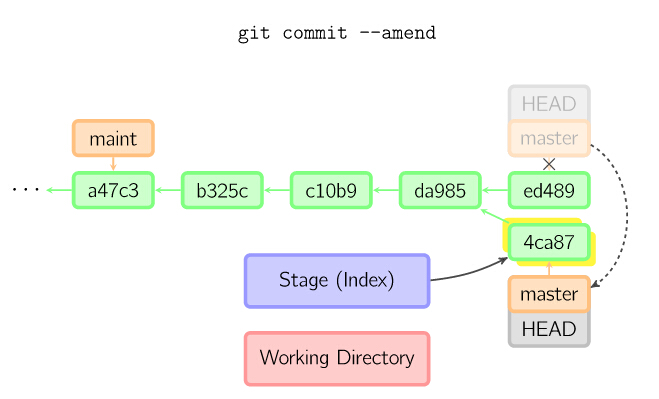 git commit --amend
HEAD
master
maint
×
... a47c3 b325c c10b9 da985 ed489
4ca87
Stage (Index)
master
HEAD
Working Directory